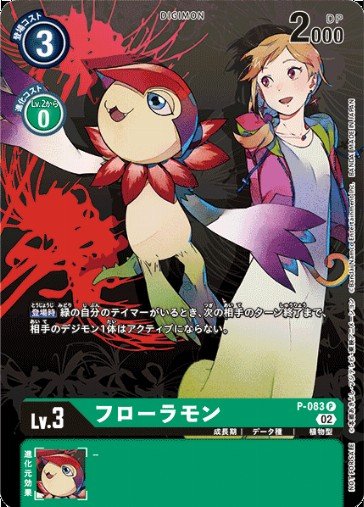 登場コスト
3
DIGIMON
DP
2000
進化コスト
Lv.2から
0
登場時 緑の自分のテイマーがいるとき、次の相手のターン終了まで、
相手のデジモン1体はアクティブにならない。
P-083 P
02
Lv.3
フローラモン
成長期 データ種 植物型
進化元効果
-